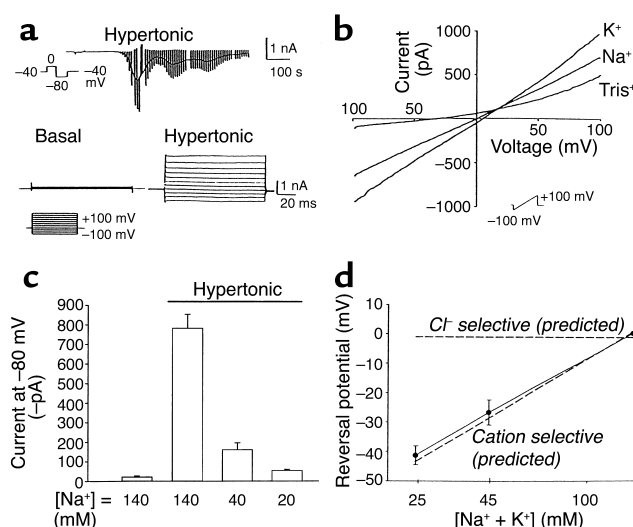 a
Hypertonic
1 nA
100 s
0
−40
−40
mV
−80
Basal
Hypertonic
1 nA
20 ms
+100 mV
−100 mV
b
Current
(pA)
1000
500
−500
−1000
100
50
50
100
Voltage (mV)
K⁺
Na⁺
Tris⁺
+100 mV
−100 mV
c
Hypertonic
Current at −80 mV
(−pA)
900
800
700
600
500
400
300
200
100
0
[Na⁺] = 140 140 40 20
(mM)
d
Reversal potential (mV)
10
0
−10
−20
−30
−40
−50
Cl⁻ selective (predicted)
Cation selective
(predicted)
25 45 100
[Na⁺ + K⁺] (mM)